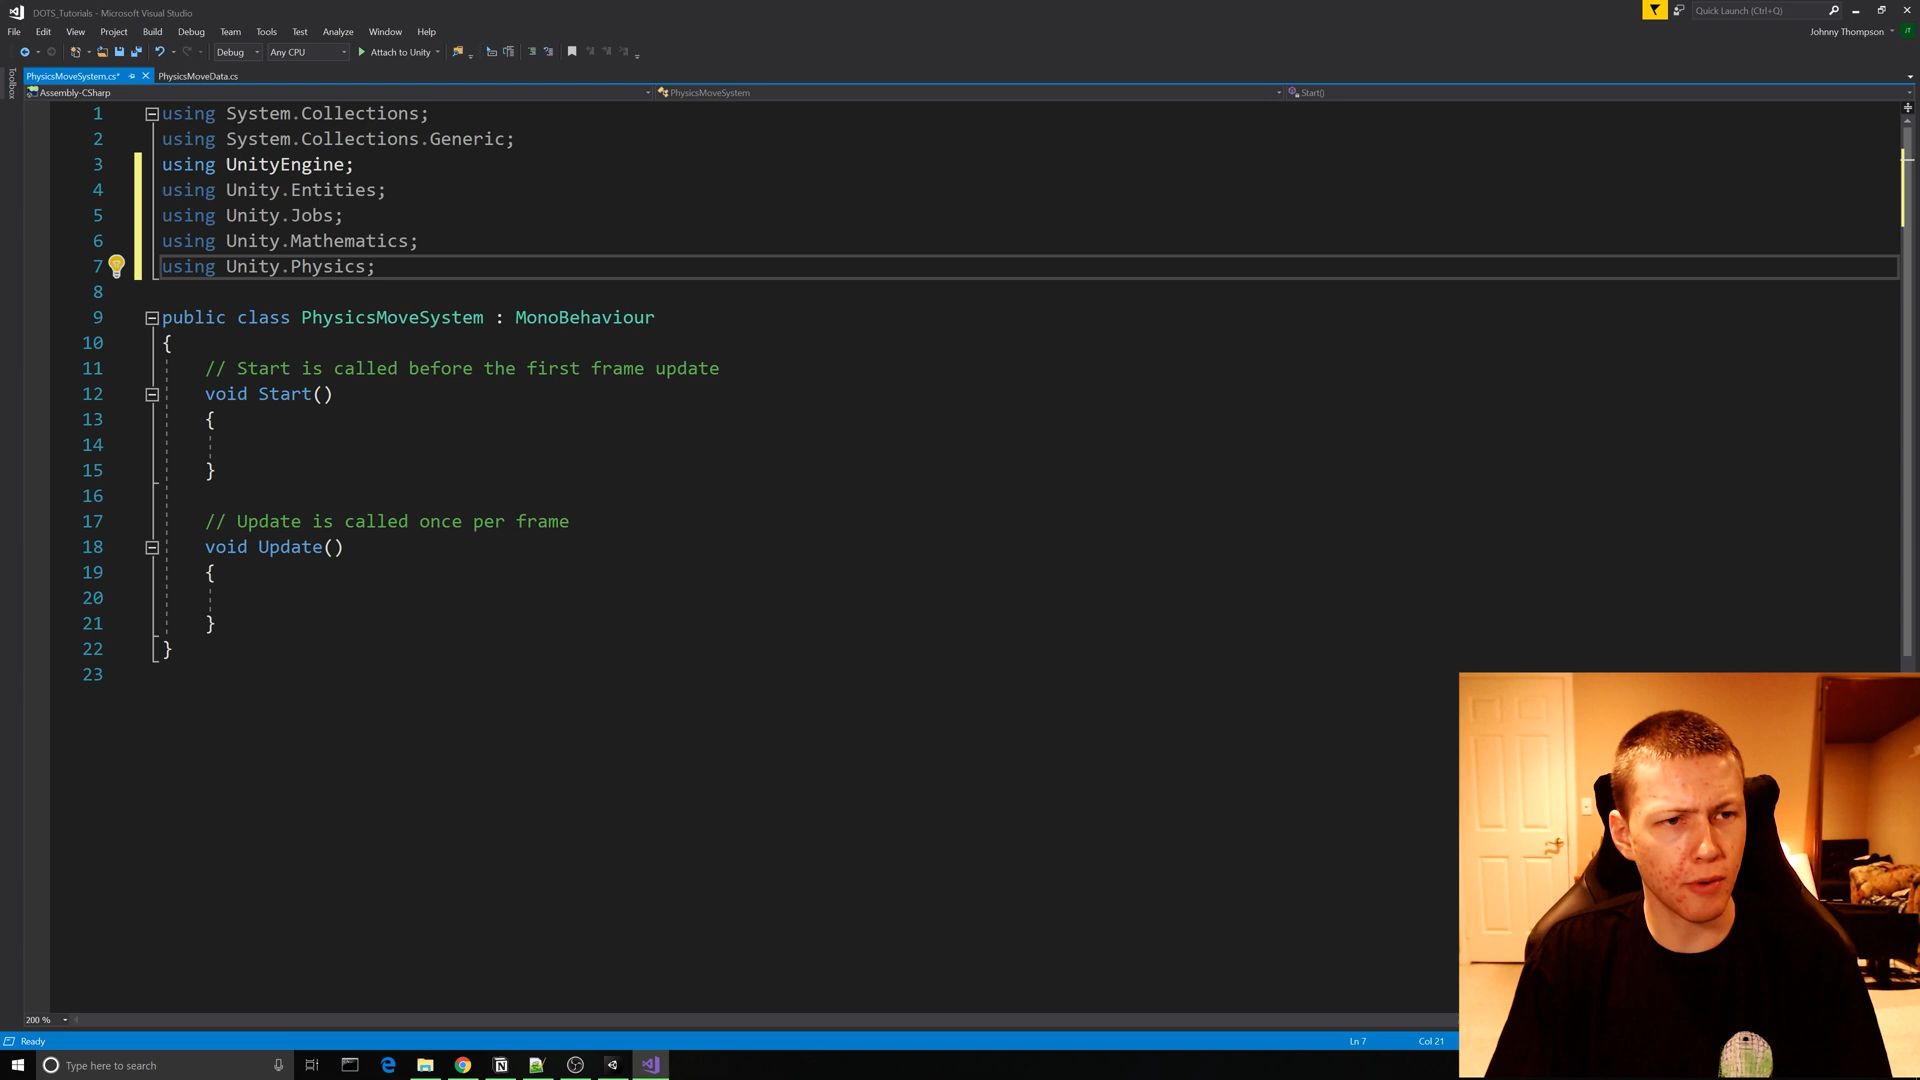 DOTS_Tutorials - Microsoft Visual Studio
Quick Launch (Ctrl+Q)
File Edit View Project Build Debug Team Tools Test Analyze Window Help
Johnny Thompson
JT
Debug Any CPU Attach to Unity
PhysicsMoveSystem.cs* PhysicsMoveData.cs
Toolbox
Assembly-CSharp PhysicsMoveSystem Start()
1 using System.Collections;
2 using System.Collections.Generic;
3 using UnityEngine;
4 using Unity.Entities;
5 using Unity.Jobs;
6 using Unity.Mathematics;
7 using Unity.Physics;
8
9 public class PhysicsMoveSystem : MonoBehaviour
10 {
11 // Start is called before the first frame update
12 void Start()
13 {
14
15 }
16
17 // Update is called once per frame
18 void Update()
19 {
20
21 }
22 }
23
200 %
Ready Ln 7 Col 21
Type here to search